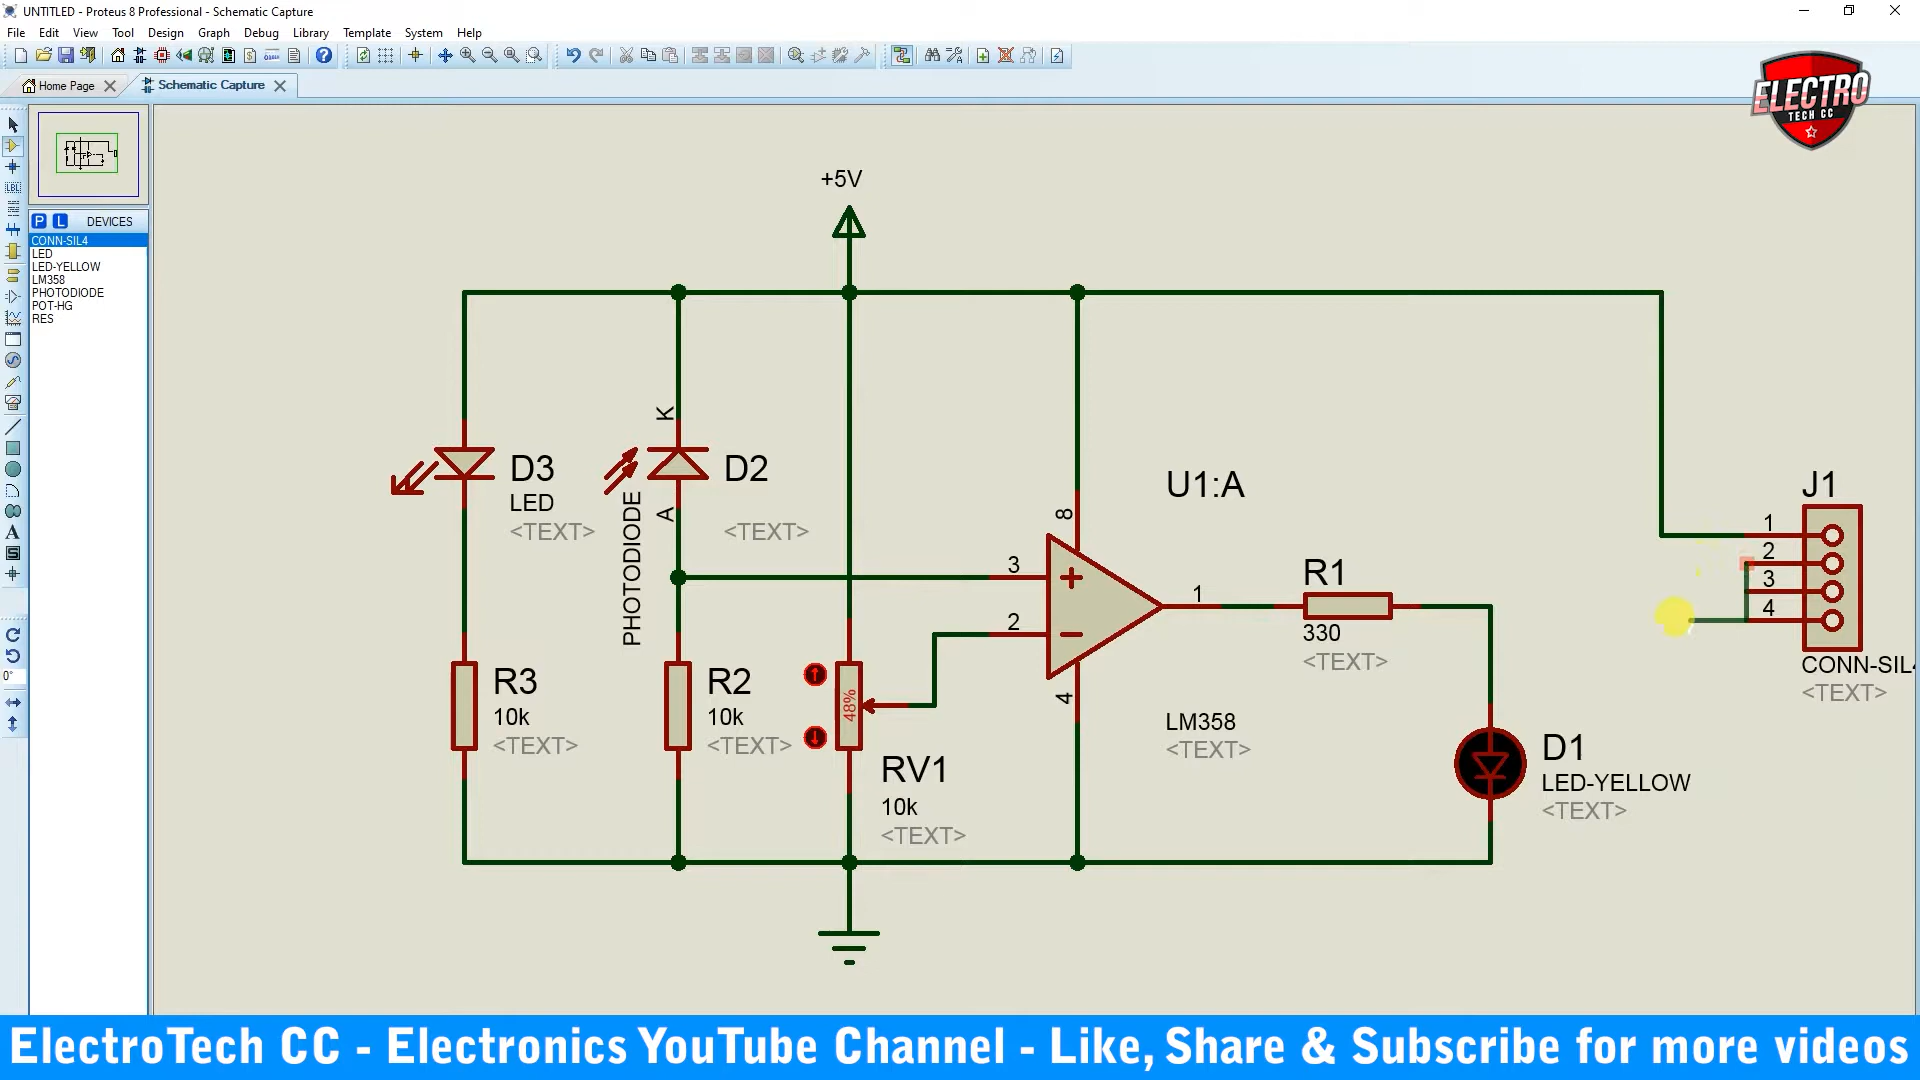 UNTITLED - Proteus 8 Professional - Schematic Capture
File Edit View Tool Design Graph Debug Library Template System Help
Home Page
Schematic Capture
ELECTRO
TECH CC
LBL
P L DEVICES
CONN-SIL4
LED
LED-YELLOW
LM358
PHOTODIODE
POT-HG
RES
A
S
0°
+5V
K
A
D3
LED
<TEXT>
PHOTODIODE
D2
<TEXT>
R3
10k
<TEXT>
R2
10k
<TEXT>
48%
RV1
10k
<TEXT>
3
2
8
4
1
U1:A
LM358
<TEXT>
R1
330
<TEXT>
D1
LED-YELLOW
<TEXT>
J1
1
2
3
4
CONN-SIL4
<TEXT>
ElectroTech CC - Electronics YouTube Channel - Like, Share & Subscribe for more videos